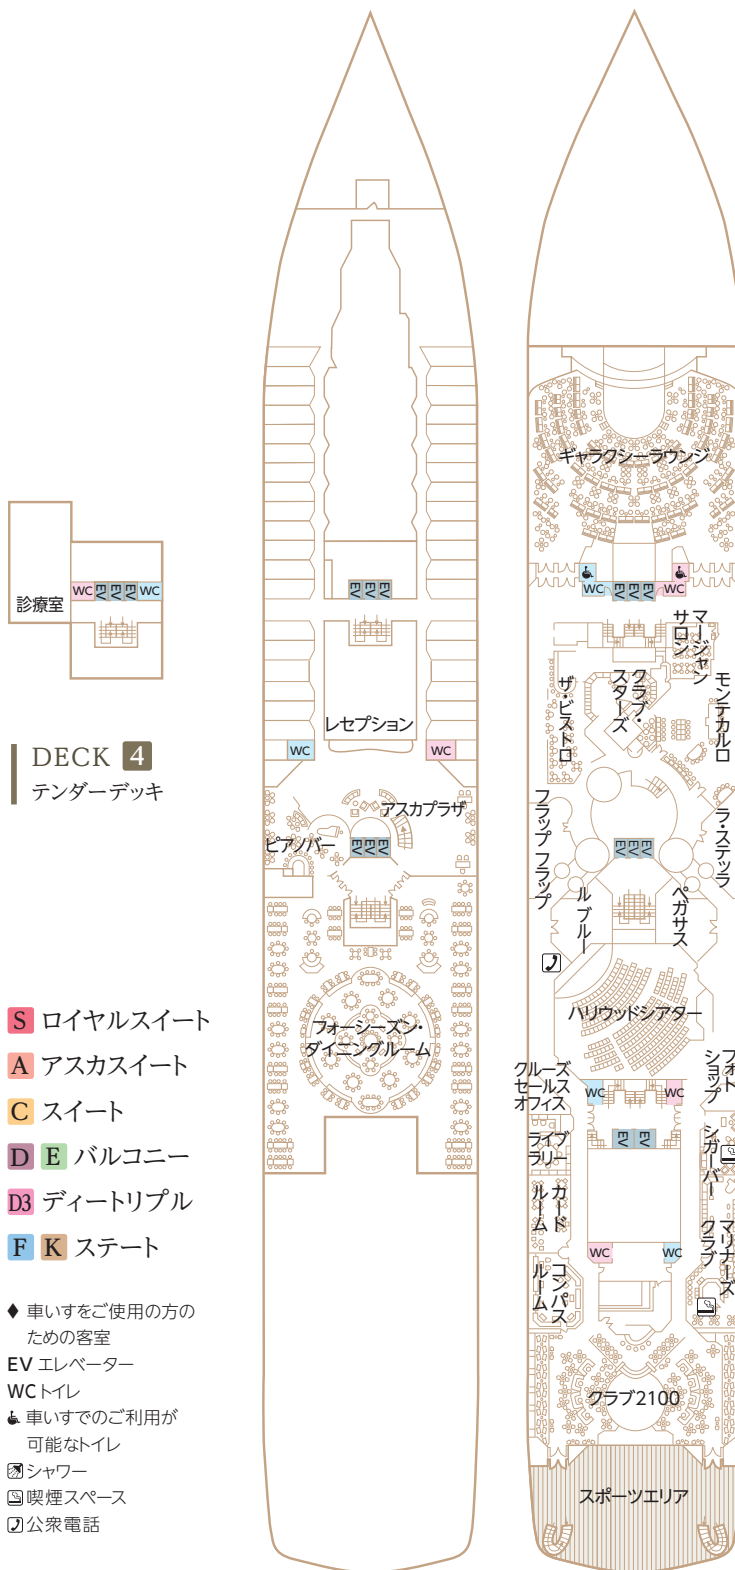 診療室
WC
EV
EV
EV
WC
DECK 4
テンダーデッキ
S ロイヤルスイート
A アスカスイート
C スイート
D E バルコニー
D3 ディートリプル
F K ステート
♦ 車いすをご使用の方の
ための客室
EV エレベーター
WC トイレ
車いすでのご利用が
可能なトイレ
シャワー
喫煙スペース
公衆電話
EV
EV
EV
レセプション
WC
WC
アスカプラザ
ピアノバー
EV
EV
EV
フォーシーズン・
ダイニングルーム
ギャラクシーラウンジ
WC
EV
EV
EV
WC
マージャン
サロン
クラブ・
スターズ
ザ・ビストロ
モンテカルロ
フラップ フラップ
EV
EV
EV
ラ・ステッラ
ル ブルー
ペガサス
ハリウッドシアター
クルーズ
セールス
オフィス
WC
WC
フォト
ショップ
ライブ
ラリー
EV
EV
シガーバー
カード
ルーム
WC
WC
マリナーズ
クラブ
コンパス
ルーム
クラブ2100
スポーツエリア